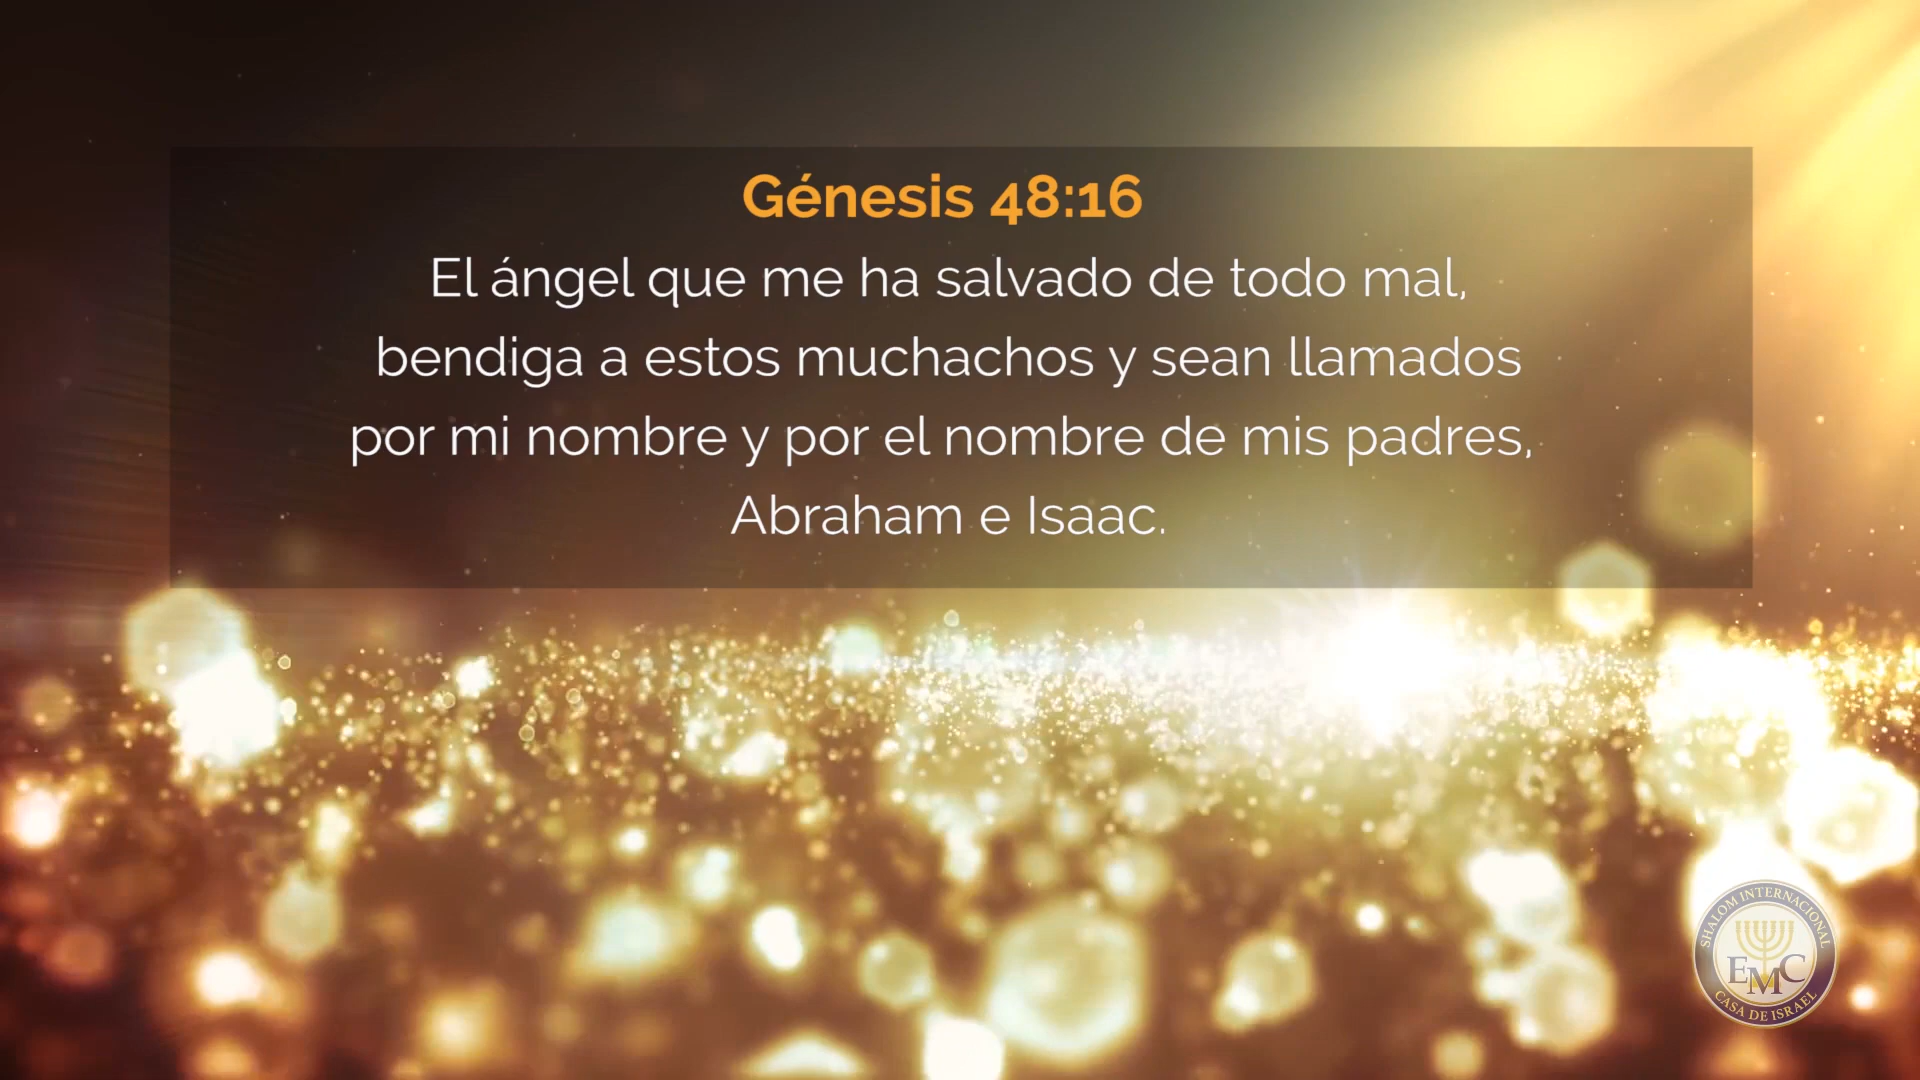 Génesis 48:16
El ángel que me ha salvado de todo mal,
bendiga a estos muchachos y sean llamados
por mi nombre y por el nombre de mis padres,
Abraham e Isaac.
SHALOM INTERNACIONAL
EMC
CASA DE ISRAEL